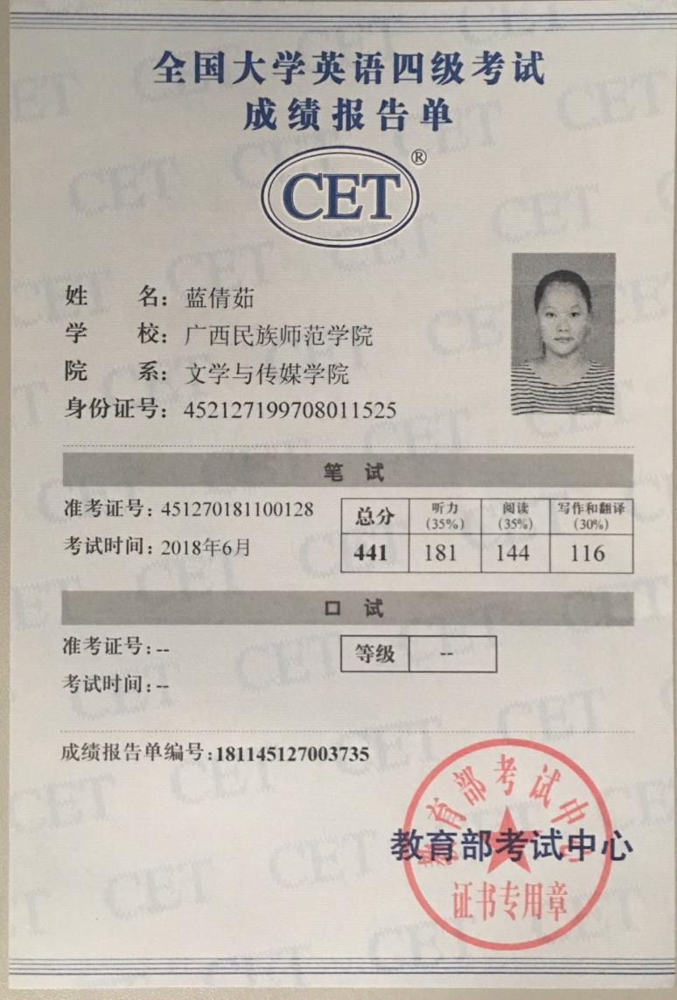 全国大学英语四级考试
成绩报告单
CET®
姓 名：蓝倩茹
学 校：广西民族师范学院
院 系：文学与传媒学院
身份证号：452127199708011525
笔 试
准考证号：451270181100128
考试时间：2018年6月
总分 听力(35%) 阅读(35%) 写作和翻译(30%)
441 181 144 116
口 试
准考证号：--
考试时间：--
等级 --
成绩报告单编号：181145127003735
教育部考试中心
教育部考试中心
证书专用章